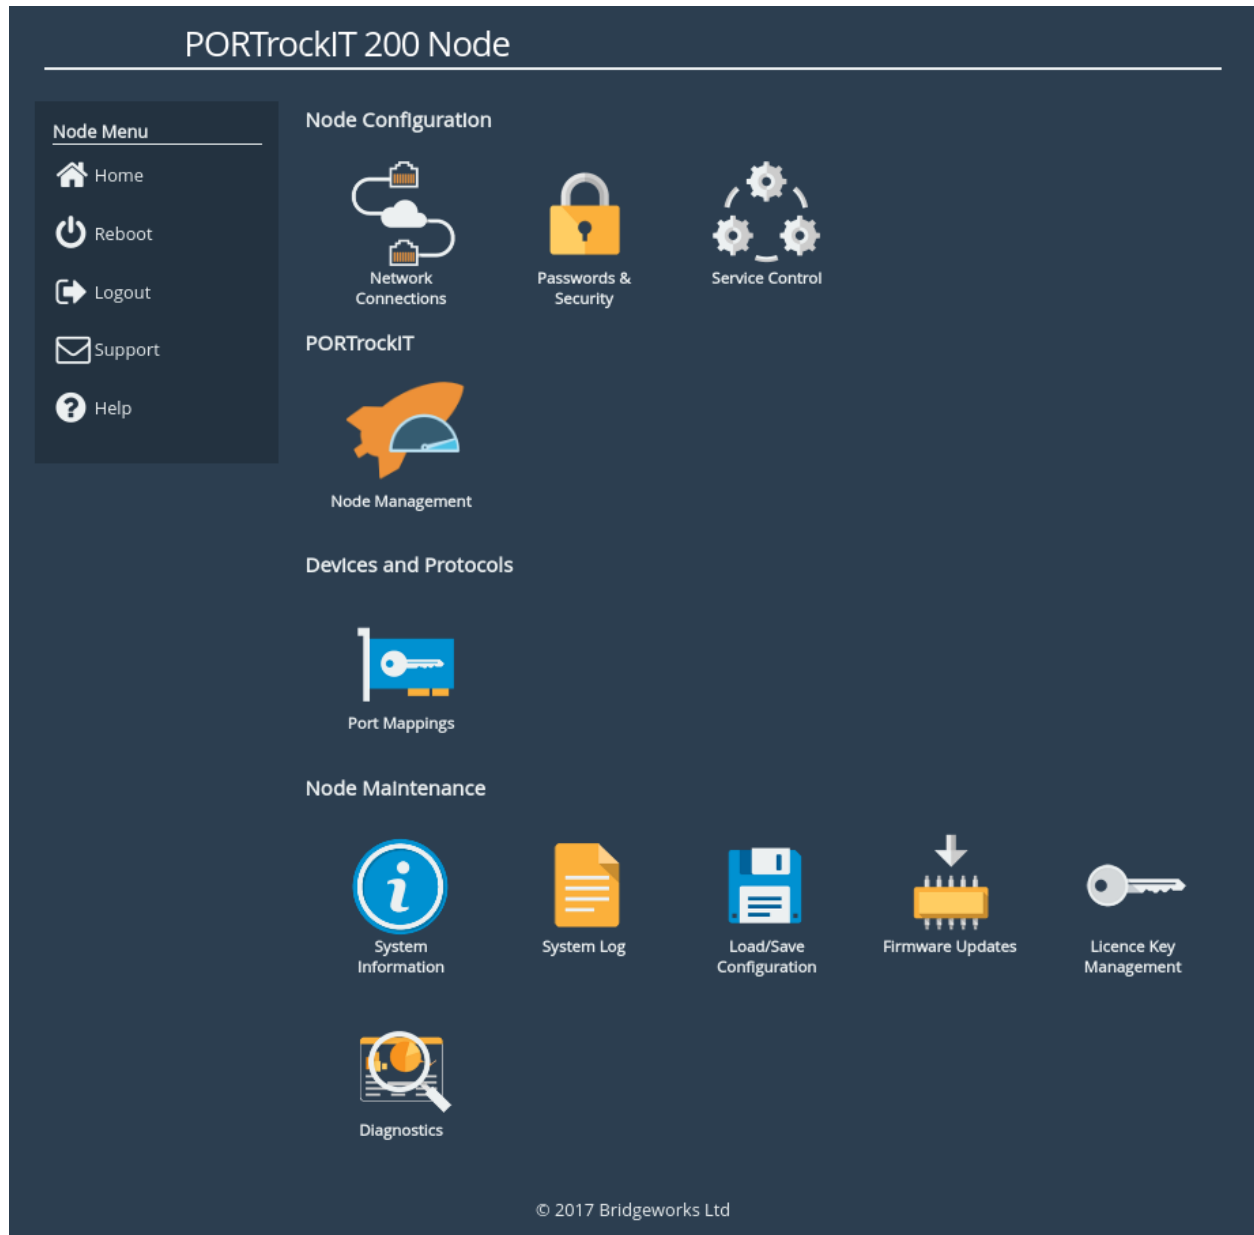 PORTrockIT 200 Node
Node Menu
Home
Reboot
Logout
Support
Help
Node Configuration
Network
Connections
Passwords &
Security
Service Control
PORTrockIT
Node Management
Devices and Protocols
Port Mappings
Node Maintenance
System
Information
System Log
Load/Save
Configuration
Firmware Updates
Licence Key
Management
Diagnostics
© 2017 Bridgeworks Ltd